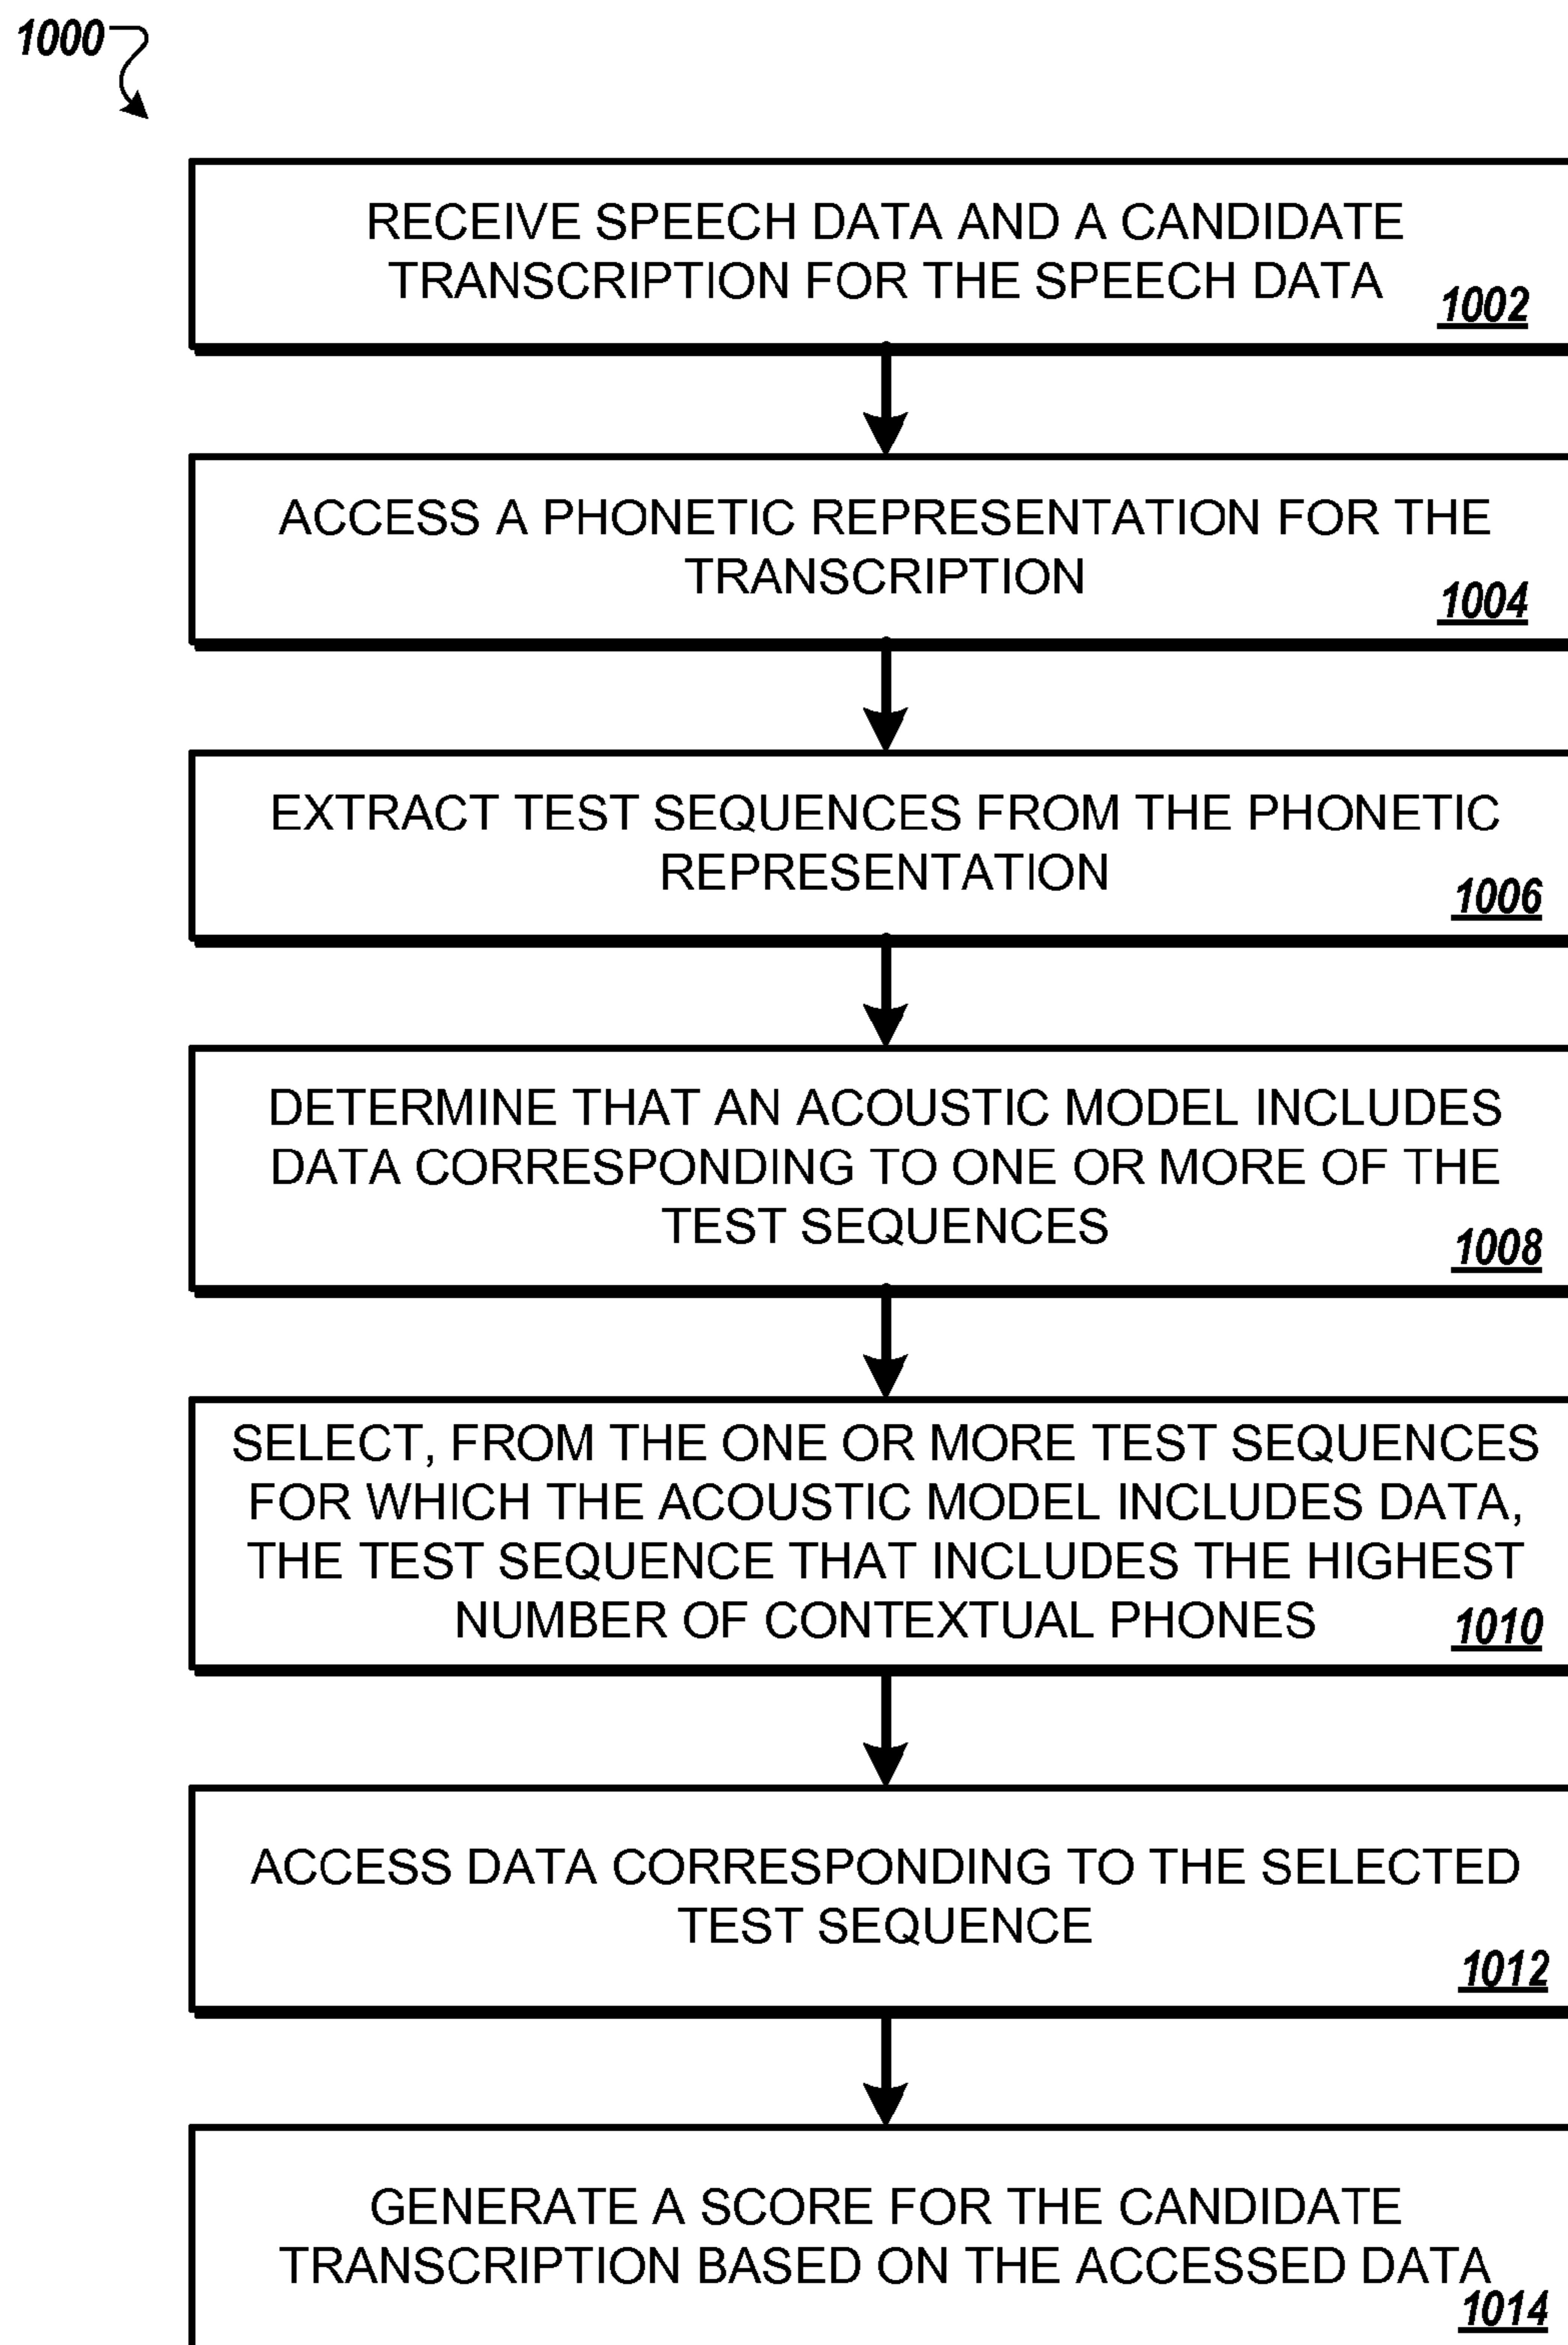 1000
RECEIVE SPEECH DATA AND A CANDIDATE
TRANSCRIPTION FOR THE SPEECH DATA
1002
ACCESS A PHONETIC REPRESENTATION FOR THE
TRANSCRIPTION
1004
EXTRACT TEST SEQUENCES FROM THE PHONETIC
REPRESENTATION
1006
DETERMINE THAT AN ACOUSTIC MODEL INCLUDES
DATA CORRESPONDING TO ONE OR MORE OF THE
TEST SEQUENCES
1008
SELECT, FROM THE ONE OR MORE TEST SEQUENCES
FOR WHICH THE ACOUSTIC MODEL INCLUDES DATA,
THE TEST SEQUENCE THAT INCLUDES THE HIGHEST
NUMBER OF CONTEXTUAL PHONES
1010
ACCESS DATA CORRESPONDING TO THE SELECTED
TEST SEQUENCE
1012
GENERATE A SCORE FOR THE CANDIDATE
TRANSCRIPTION BASED ON THE ACCESSED DATA
1014